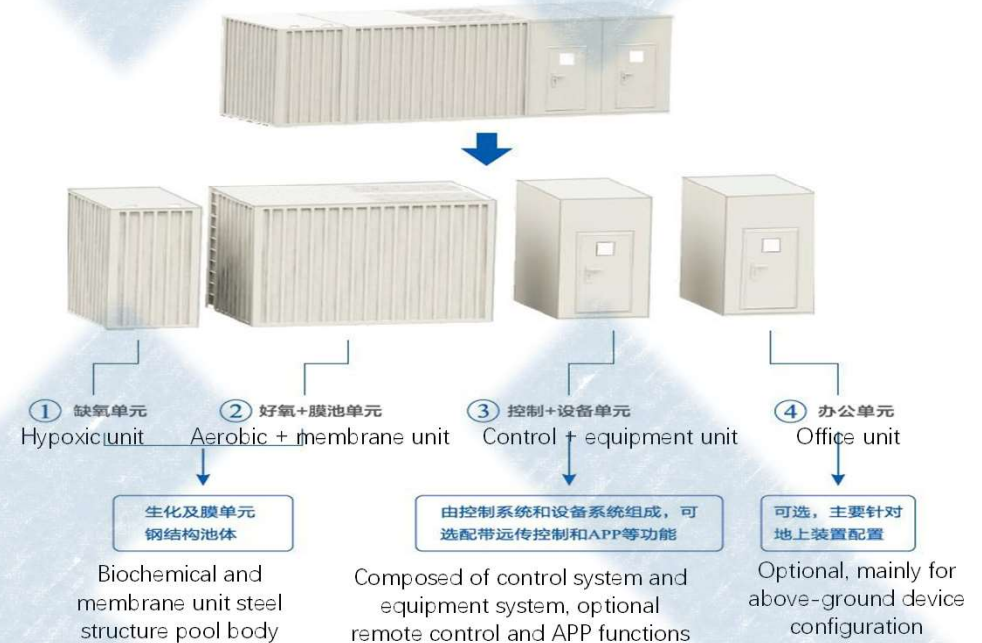 ① 缺氧单元
Hypoxic unit
② 好氧+膜池单元
Aerobic + membrane unit
③ 控制+设备单元
Control + equipment unit
④ 办公单元
Office unit
生化及膜单元
钢结构池体
Biochemical and
membrane unit steel
structure pool body
由控制系统和设备系统组成，可
选配带远传控制和APP等功能
Composed of control system and
equipment system, optional
remote control and APP functions
可选，主要针对
地上装置配置
Optional, mainly for
above-ground device
configuration